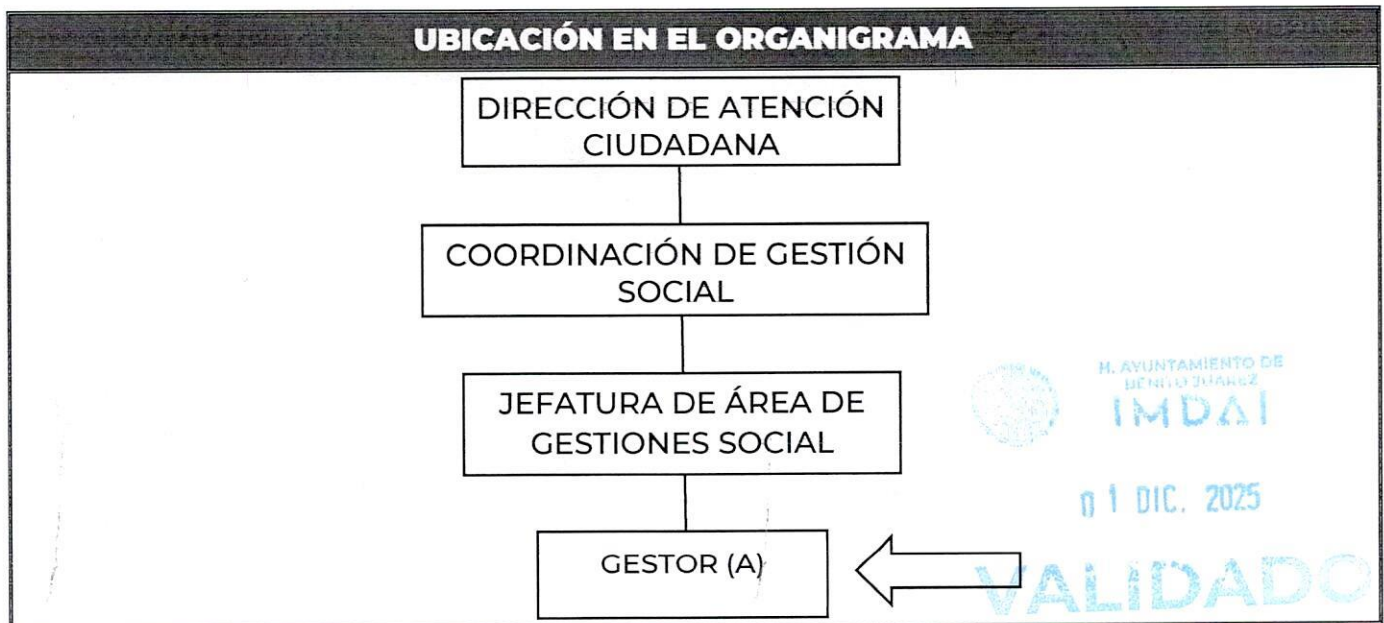 UBICACIÓN EN EL ORGANIGRAMA
DIRECCIÓN DE ATENCIÓN
CIUDADANA
COORDINACIÓN DE GESTIÓN
SOCIAL
JEFATURA DE ÁREA DE
GESTIONES SOCIAL
GESTOR (A)
H. AYUNTAMIENTO DE
BENITO JUÁREZ
IMDAI
01 DIC. 2025
VALIDADO